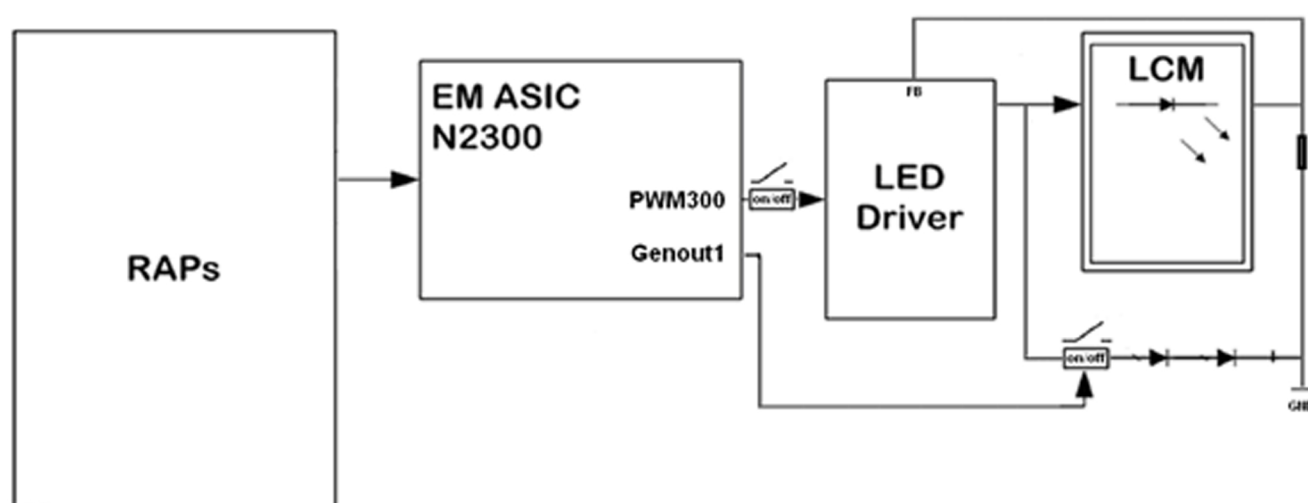 RAPs
EM ASIC
N2300
PWM300
Genout1
on/off
FB
LED
Driver
LCM
on/off